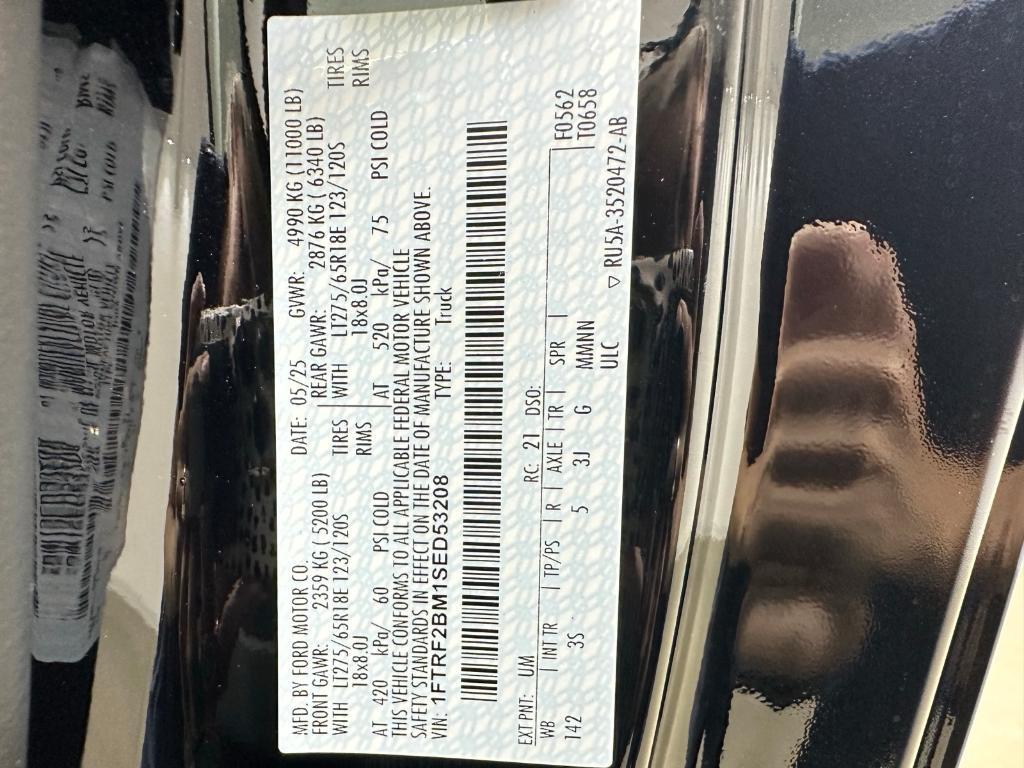 MFD. BY FORD MOTOR CO.
DATE: 05/25 GVWR: 4990 KG (11000 LB)
FRONT GAWR: 2359 KG (5200 LB)
REAR GAWR: 2876 KG (6340 LB)
WITH LT275/65R18E 123/120S TIRES
WITH LT275/65R18E 123/120S TIRES
18x8.0J RIMS
18x8.0J RIMS
AT 420 kPa/ 60 PSI COLD
AT 520 kPa/ 75 PSI COLD
THIS VEHICLE CONFORMS TO ALL APPLICABLE FEDERAL MOTOR VEHICLE
SAFETY STANDARDS IN EFFECT ON THE DATE OF MANUFACTURE SHOWN ABOVE.
VIN: 1FTRF2BM1SED53208 TYPE: Truck
EXT PNT: UM RC: 21 DSO:
WB | INT TR | TP/PS | R | AXLE | TR | SPR | F0562
142 3S 5 3J G MMNN T0658
ULC ▽ RU5A-3520472-AB